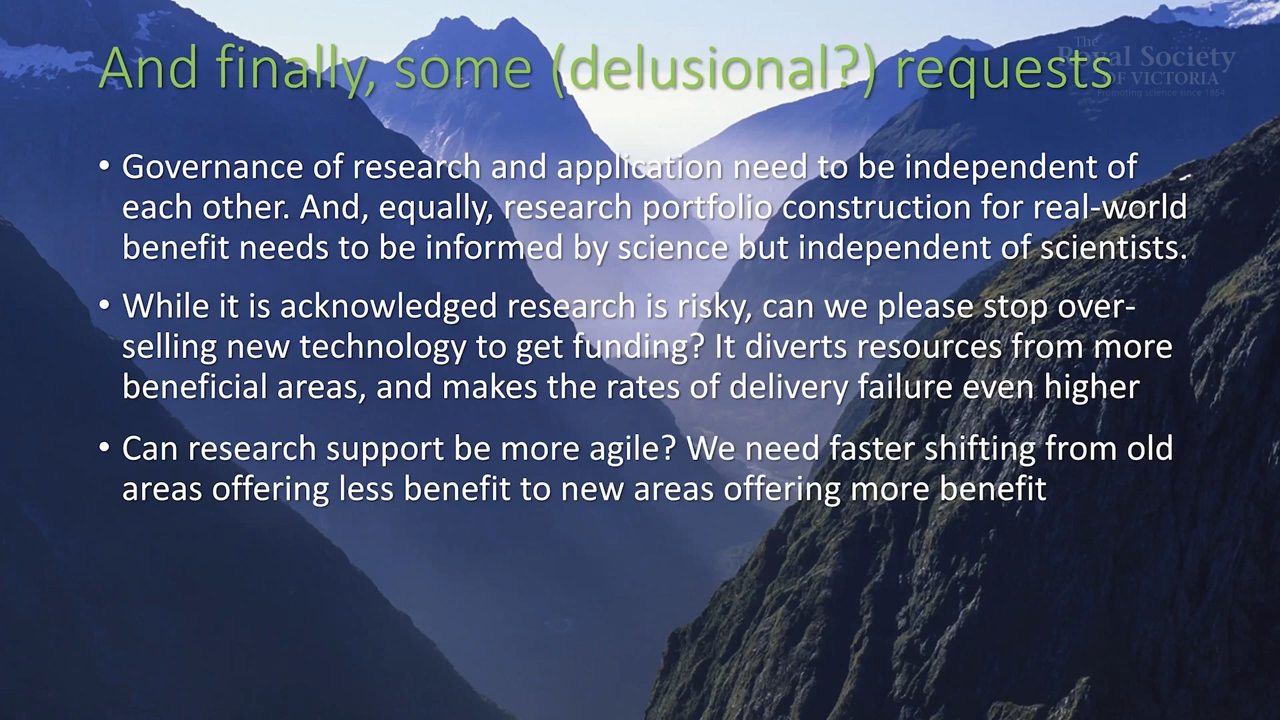 And finally, some (delusional?) requests
The
Royal Society
OF VICTORIA
Promoting science since 1854
• Governance of research and application need to be independent of
each other. And, equally, research portfolio construction for real-world
benefit needs to be informed by science but independent of scientists.
• While it is acknowledged research is risky, can we please stop over-
selling new technology to get funding? It diverts resources from more
beneficial areas, and makes the rates of delivery failure even higher
• Can research support be more agile? We need faster shifting from old
areas offering less benefit to new areas offering more benefit